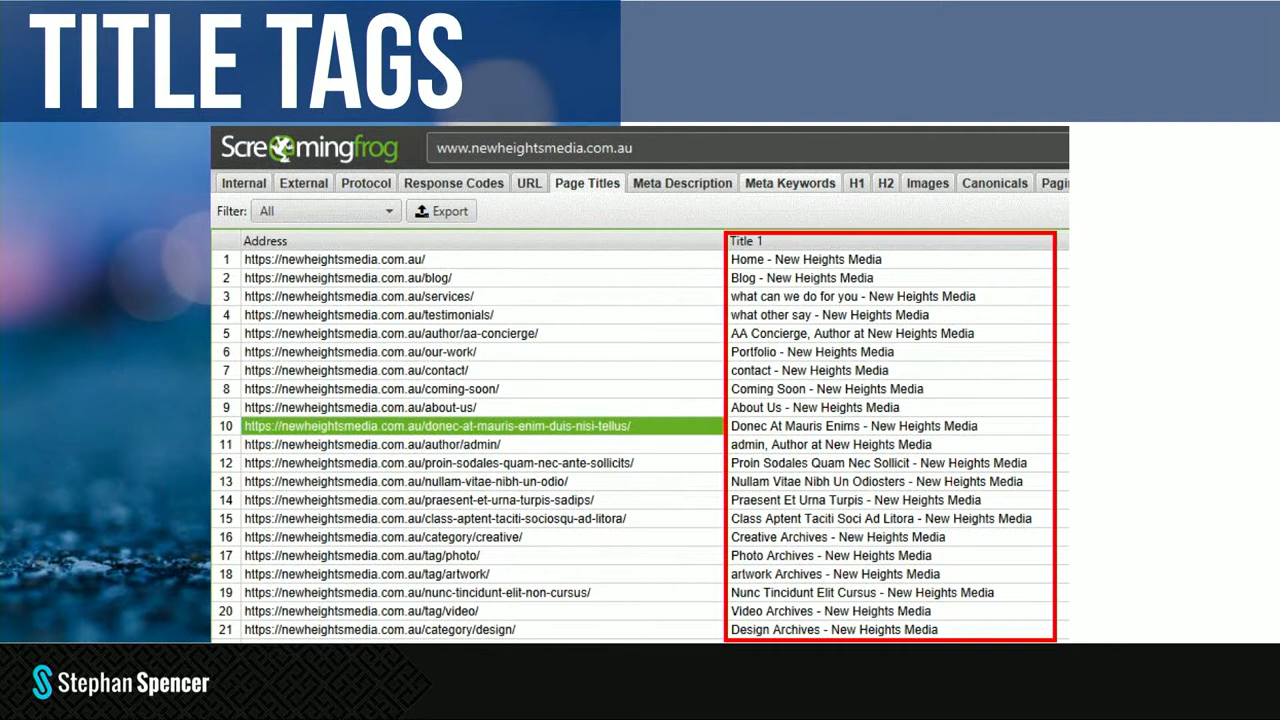 TITLE TAGS
Screamingfrog www.newheightsmedia.com.au
Internal External Protocol Response Codes URL Page Titles Meta Description Meta Keywords H1 H2 Images Canonicals Pagi
Filter: All Export
Address Title 1
1 https://newheightsmedia.com.au/ Home - New Heights Media
2 https://newheightsmedia.com.au/blog/ Blog - New Heights Media
3 https://newheightsmedia.com.au/services/ what can we do for you - New Heights Media
4 https://newheightsmedia.com.au/testimonials/ what other say - New Heights Media
5 https://newheightsmedia.com.au/author/aa-concierge/ AA Concierge, Author at New Heights Media
6 https://newheightsmedia.com.au/our-work/ Portfolio - New Heights Media
7 https://newheightsmedia.com.au/contact/ contact - New Heights Media
8 https://newheightsmedia.com.au/coming-soon/ Coming Soon - New Heights Media
9 https://newheightsmedia.com.au/about-us/ About Us - New Heights Media
10 https://newheightsmedia.com.au/donec-at-mauris-enim-duis-nisi-tellus/ Donec At Mauris Enims - New Heights Media
11 https://newheightsmedia.com.au/author/admin/ admin, Author at New Heights Media
12 https://newheightsmedia.com.au/proin-sodales-quam-nec-ante-sollicits/ Proin Sodales Quam Nec Sollicit - New Heights Media
13 https://newheightsmedia.com.au/nullam-vitae-nibh-un-odio/ Nullam Vitae Nibh Un Odiosters - New Heights Media
14 https://newheightsmedia.com.au/praesent-et-urna-turpis-sadips/ Praesent Et Urna Turpis - New Heights Media
15 https://newheightsmedia.com.au/class-aptent-taciti-sociosqu-ad-litora/ Class Aptent Taciti Soci Ad Litora - New Heights Media
16 https://newheightsmedia.com.au/category/creative/ Creative Archives - New Heights Media
17 https://newheightsmedia.com.au/tag/photo/ Photo Archives - New Heights Media
18 https://newheightsmedia.com.au/tag/artwork/ artwork Archives - New Heights Media
19 https://newheightsmedia.com.au/nunc-tincidunt-elit-non-cursus/ Nunc Tincidunt Elit Cursus - New Heights Media
20 https://newheightsmedia.com.au/tag/video/ Video Archives - New Heights Media
21 https://newheightsmedia.com.au/category/design/ Design Archives - New Heights Media
Stephan Spencer